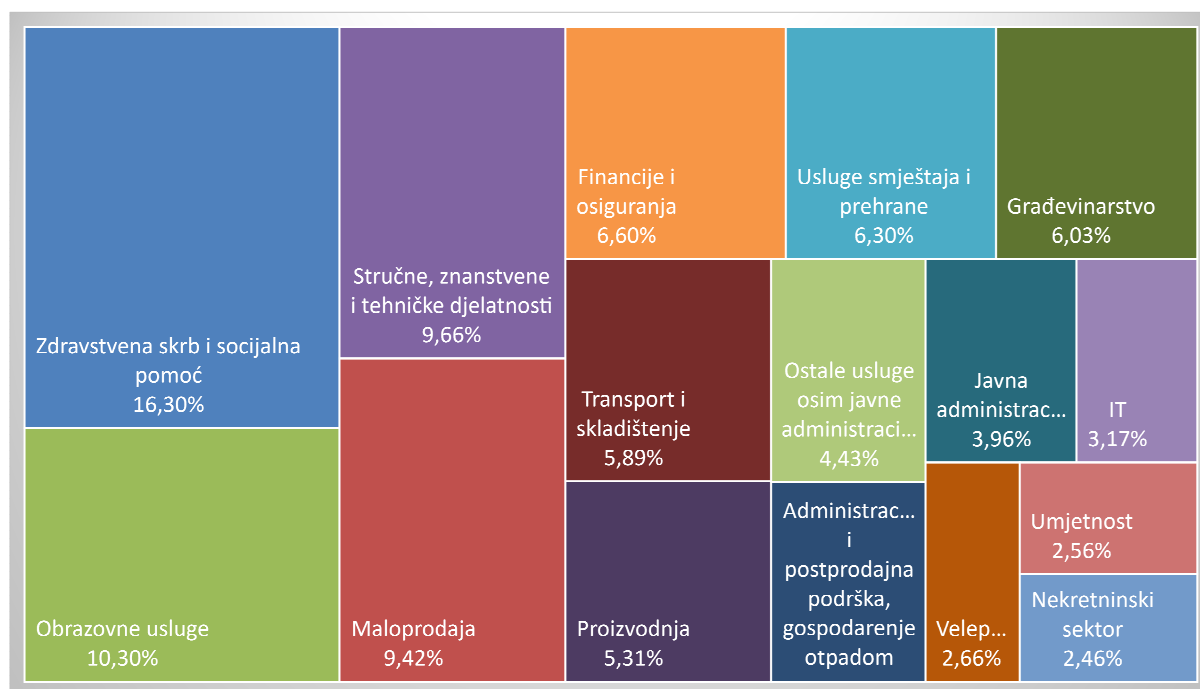 Zdravstvena skrb i socijalna
pomoć
16,30%
Obrazovne usluge
10,30%
Stručne, znanstvene
i tehničke djelatnosti
9,66%
Maloprodaja
9,42%
Financije i
osiguranja
6,60%
Usluge smještaja i
prehrane
6,30%
Građevinarstvo
6,03%
Transport i
skladištenje
5,89%
Proizvodnja
5,31%
Ostale usluge
osim javne
administraci...
4,43%
Administrac...
i
postprodajna
podrška,
gospodarenje
otpadom
Javna
administrac...
3,96%
IT
3,17%
Velep...
2,66%
Umjetnost
2,56%
Nekretninski
sektor
2,46%